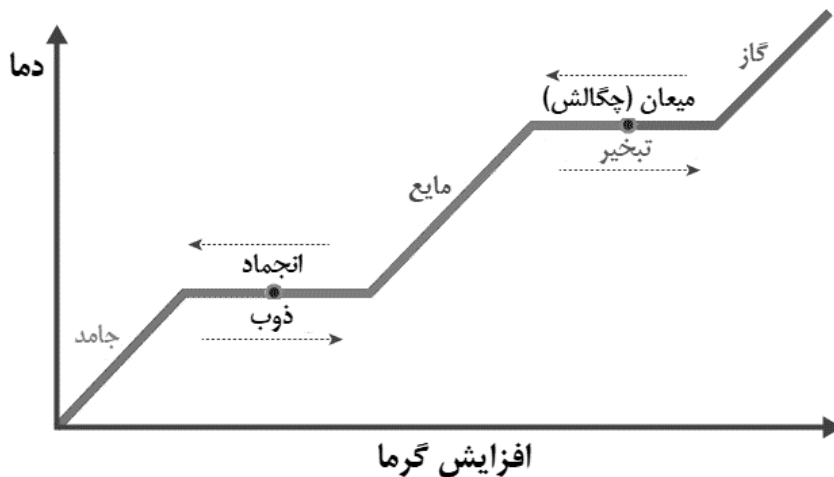 دما
گاز
میعان (چگالش)
تبخیر
مایع
انجماد
ذوب
جامد
افزایش گرما